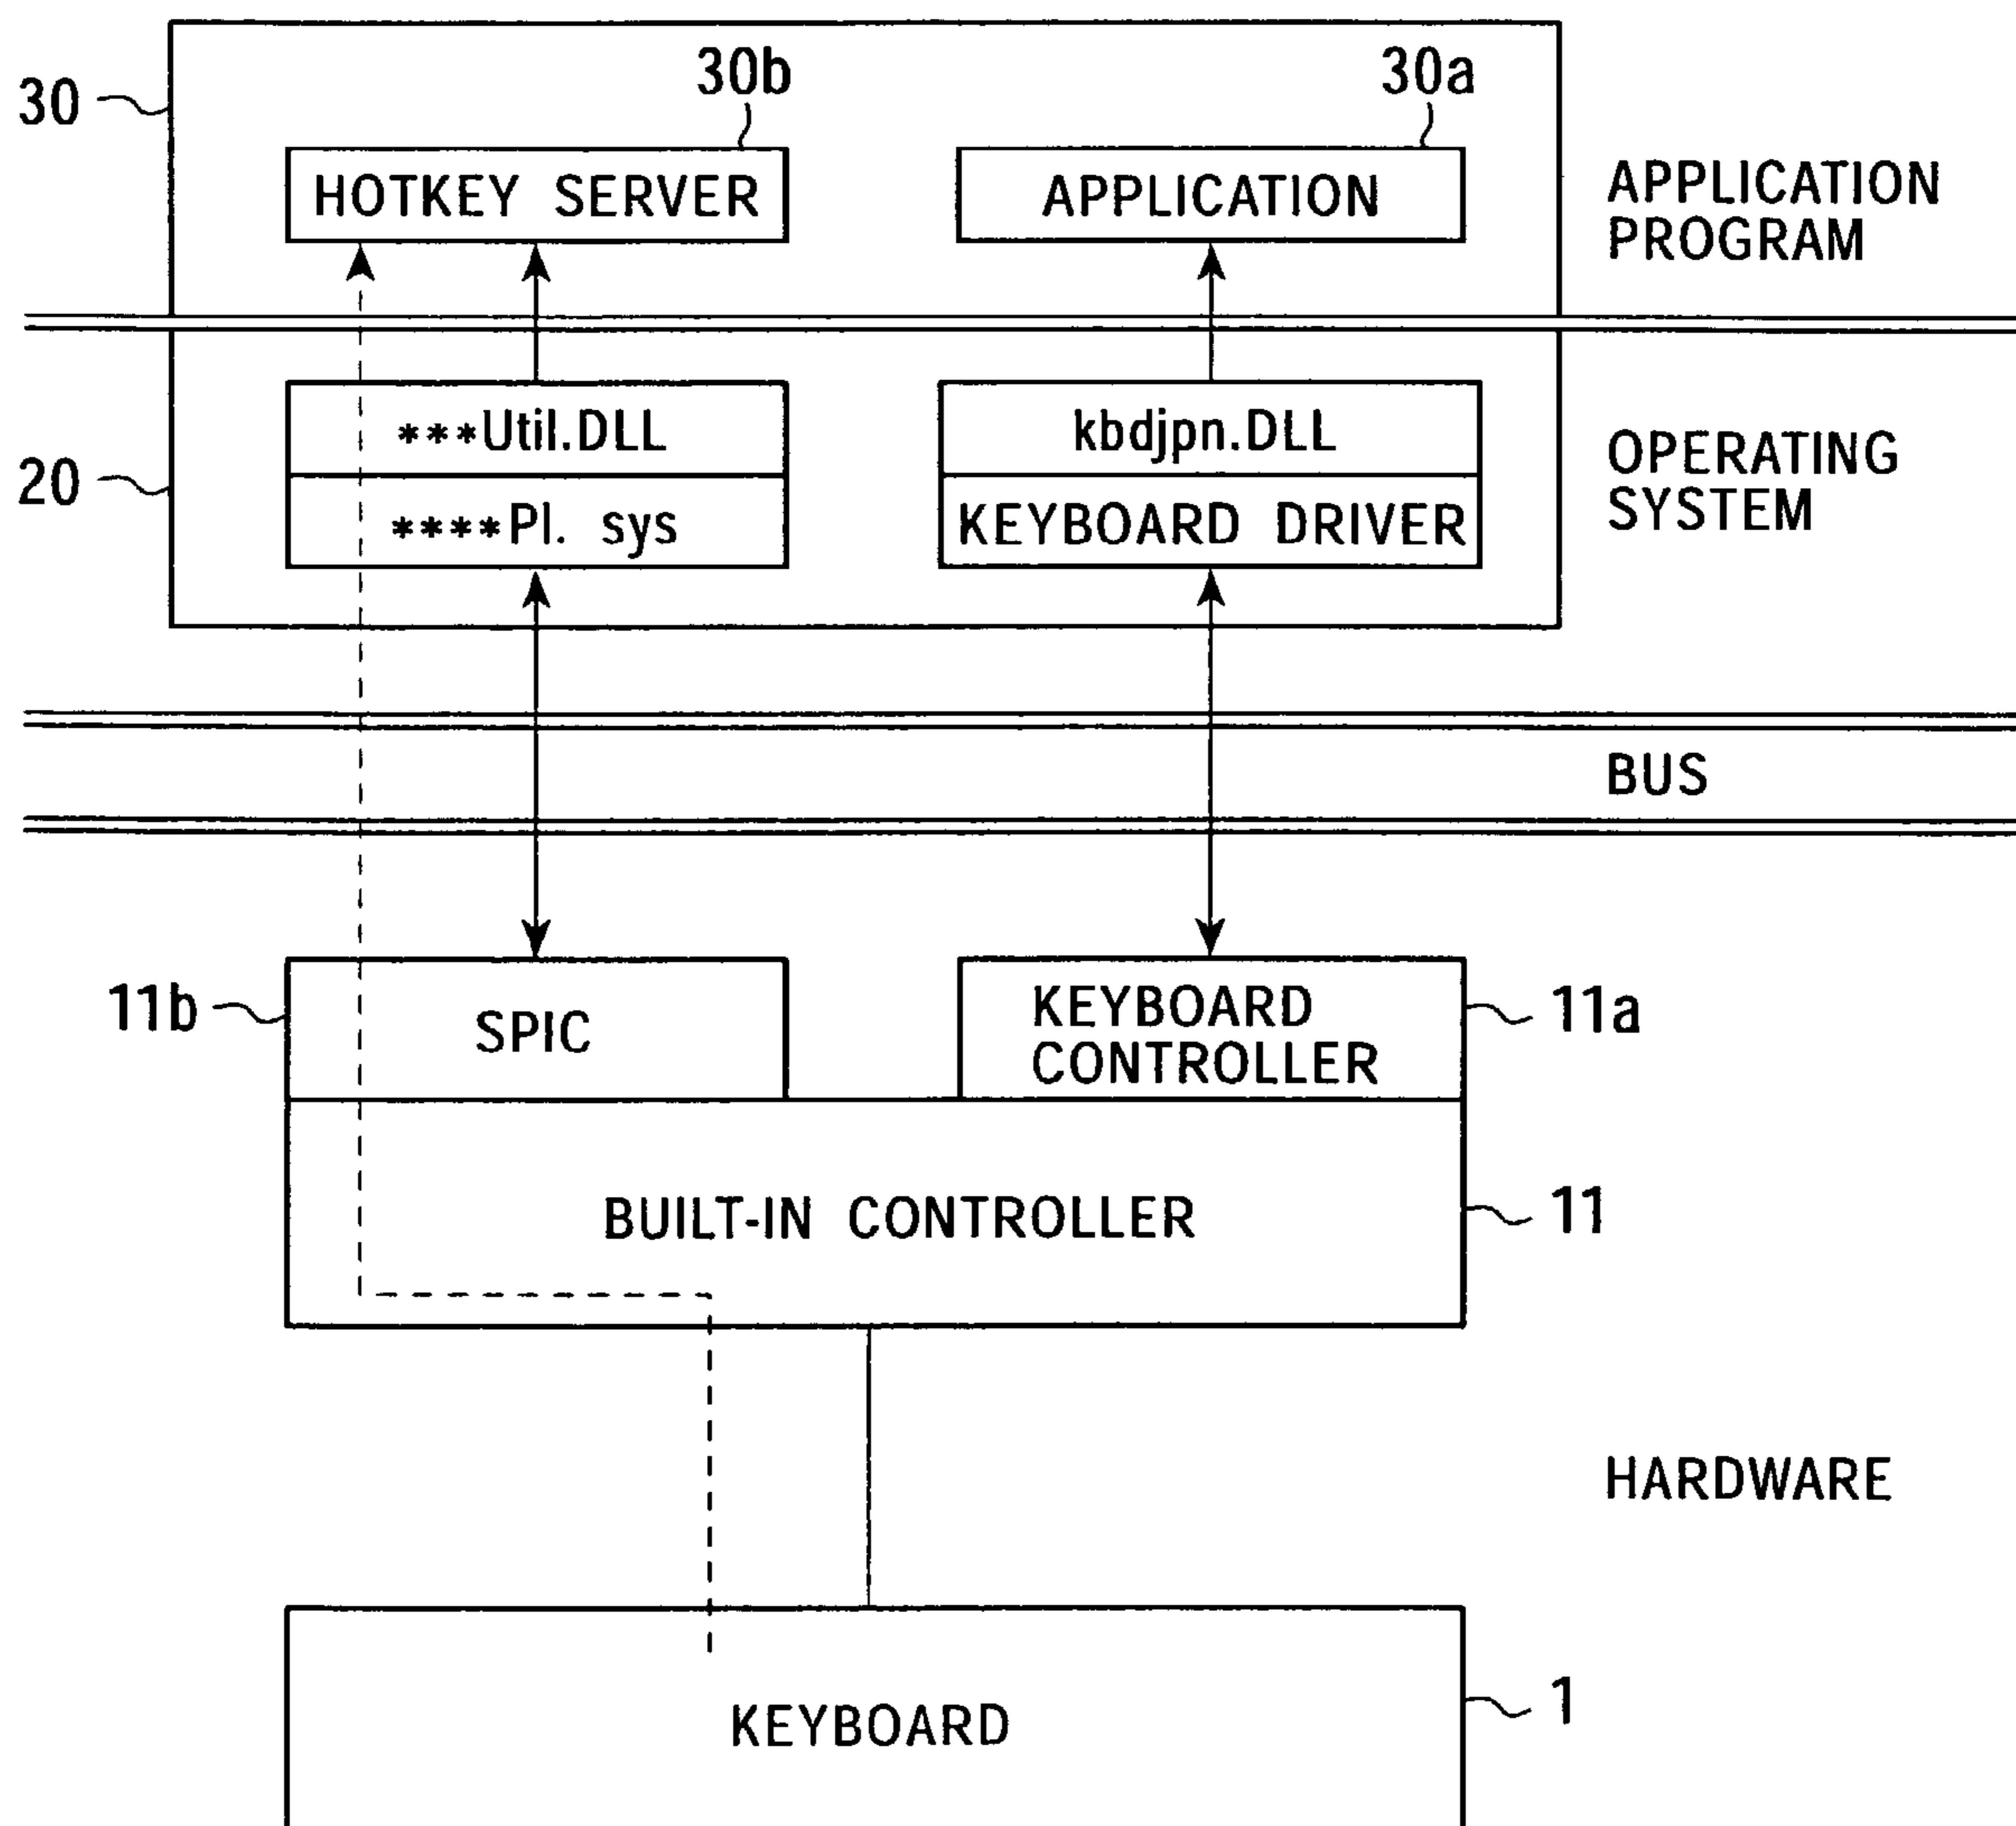 30
30b
30a
HOTKEY SERVER
APPLICATION
APPLICATION
PROGRAM
20
***Util.DLL
kbdjpn.DLL
****Pl. sys
KEYBOARD DRIVER
OPERATING
SYSTEM
BUS
11b
SPIC
KEYBOARD
CONTROLLER
11a
BUILT-IN CONTROLLER
11
HARDWARE
KEYBOARD
1